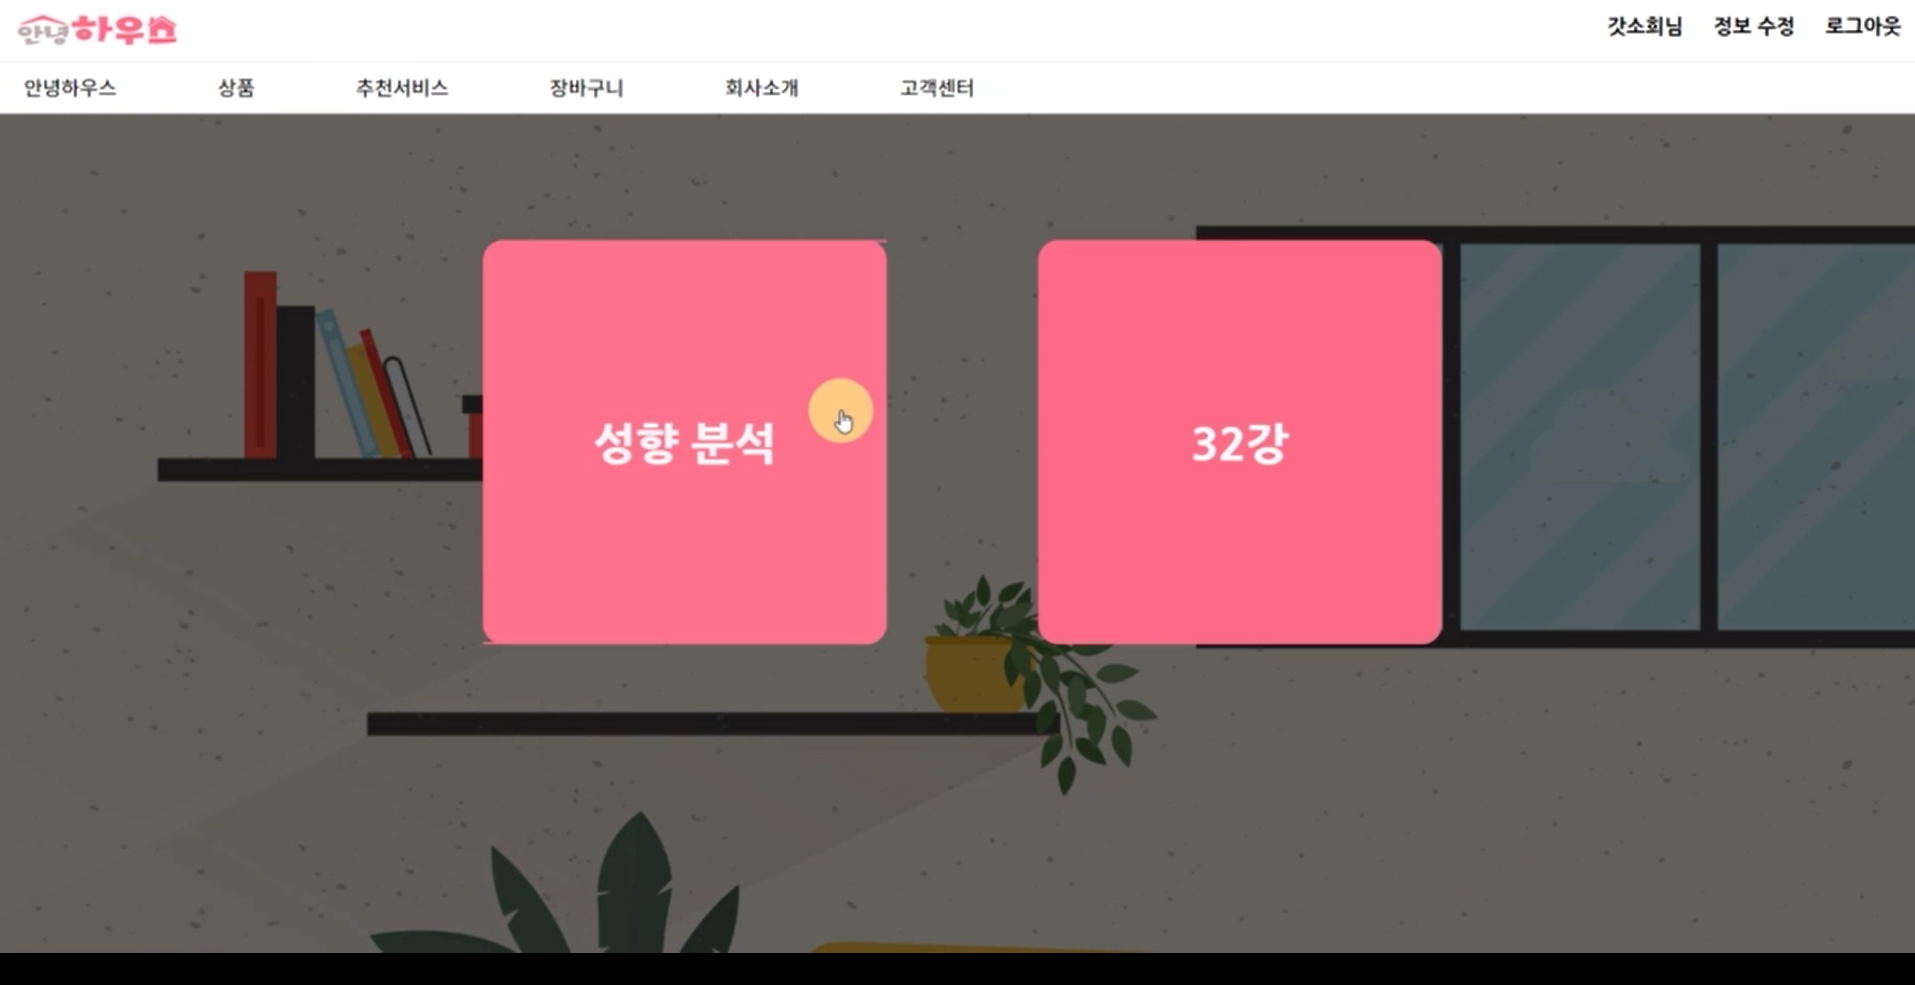 안녕하우스
갓소희님 정보 수정 로그아웃
안녕하우스 상품 추천서비스 장바구니 회사소개 고객센터
성향 분석 32강